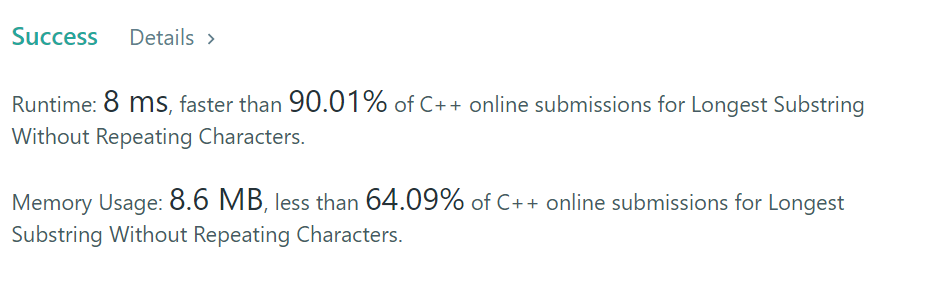 Success Details >
Runtime: 8 ms, faster than 90.01% of C++ online submissions for Longest Substring
Without Repeating Characters.
Memory Usage: 8.6 MB, less than 64.09% of C++ online submissions for Longest
Substring Without Repeating Characters.